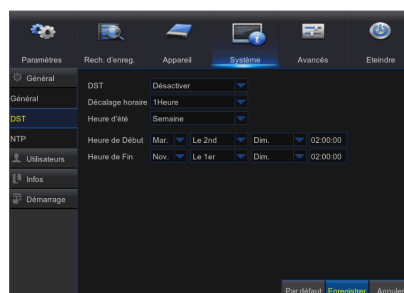 Paramètres Rech. d'enreg. Appareil Système Avancés Eteindre
Général
Général
DST
NTP
Utilisateurs
Infos
Démarrage
DST Désactiver
Décalage horaire 1Heure
Heure d'été Semaine
Heure de Début Mar. Le 2nd Dim. 02:00:00
Heure de Fin Nov. Le 1er Dim. 02:00:00
Par défaut Enregistrer Annuler